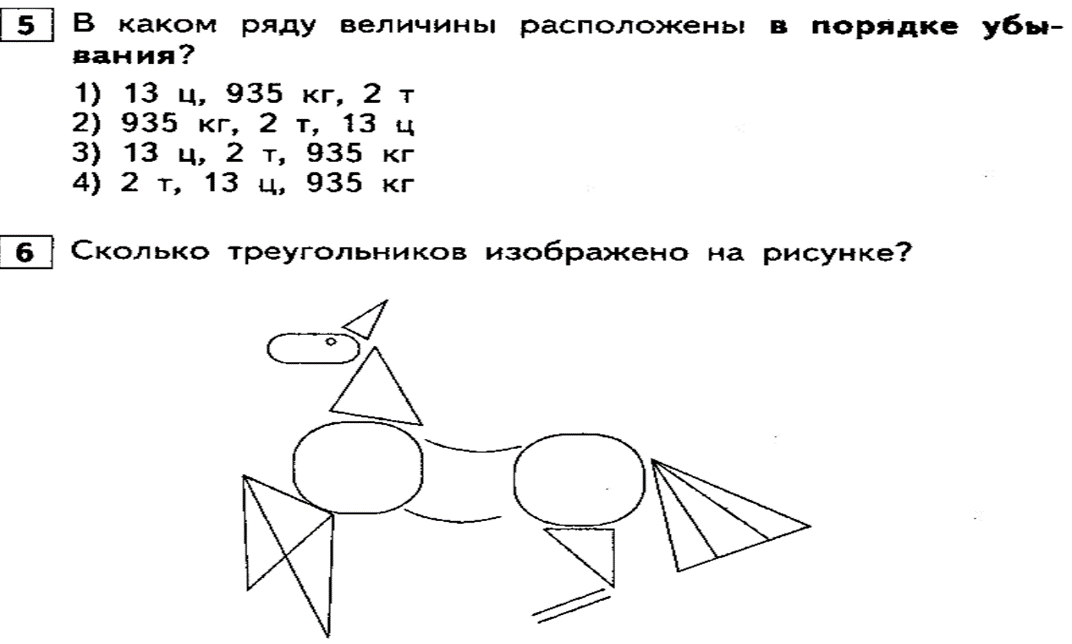 5 В каком ряду величины расположены в порядке убы-
вания?
1) 13 ц, 935 кг, 2 т
2) 935 кг, 2 т, 13 ц
3) 13 ц, 2 т, 935 кг
4) 2 т, 13 ц, 935 кг
6 Сколько треугольников изображено на рисунке?